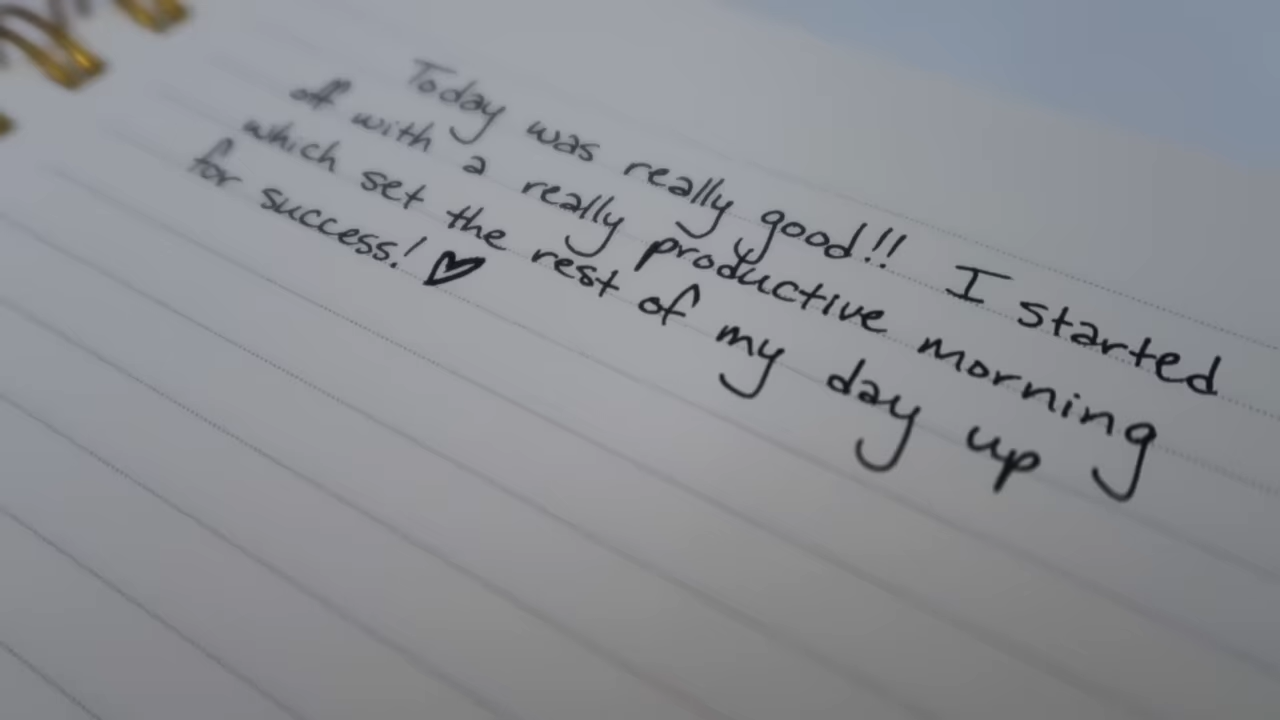 Today was really good!! I started
off with a really productive morning
which set the rest of my day up
for success! ♡